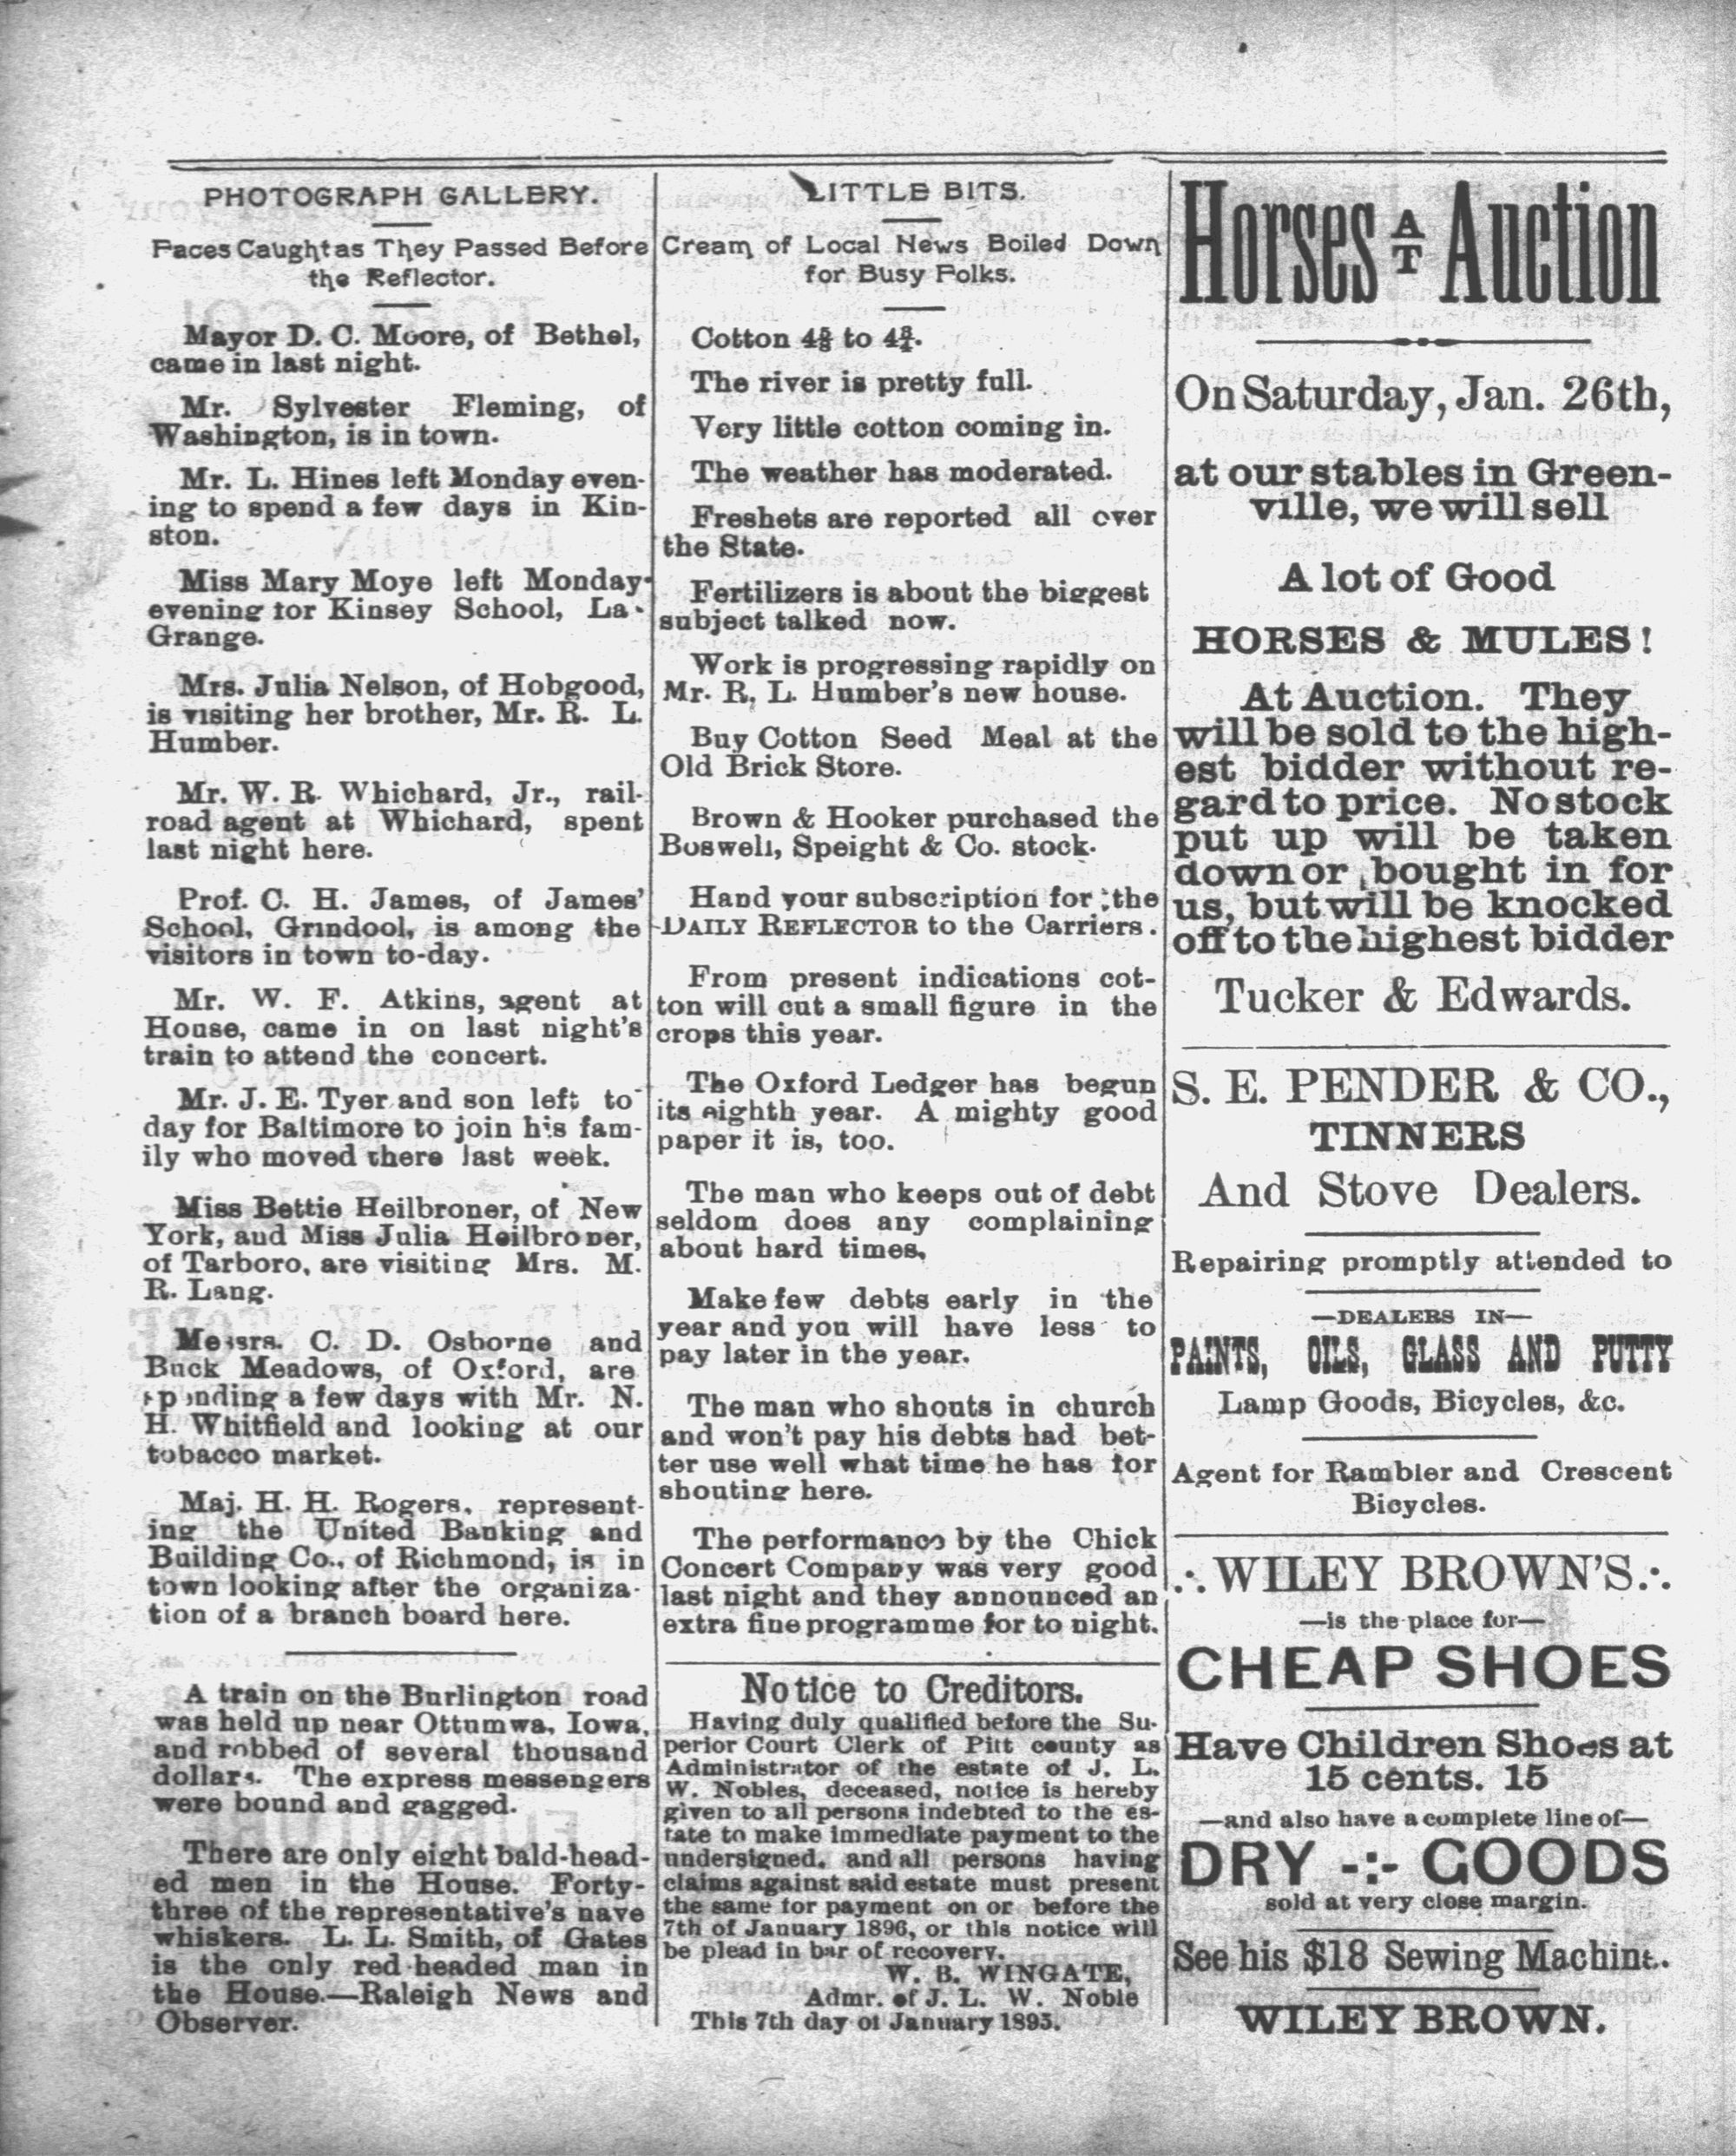 PHOTOGRAPH GALLERY.
Faces Caught as They Passed Before
the Reflector.
Mayor D. C. Moore, of Bethel,
came in last night.
Mr. Sylvester Fleming, of
Washington, is in town.
Mr. L. Hines left Monday even-
ing to spend a few days in Kin-
ston.
Miss Mary Moye left Monday
evening for Kinsey School, La-
Grange.
Mrs. Julia Nelson, of Hobgood,
is visiting her brother, Mr. R. L.
Humber.
Mr. W. R. Whichard, Jr., rail-
road agent at Whichard, spent
last night here.
Prof. C. H. James, of James'
School, Grindool, is among the
visitors in town to-day.
Mr. W. F. Atkins, agent at
House, came in on last night's
train to attend the concert.
Mr. J. E. Tyer and son left to-
day for Baltimore to join his fam-
ily who moved there last week.
Miss Bettie Heilbroner, of New
York, and Miss Julia Heilbroner,
of Tarboro, are visiting Mrs. M.
R. Lang.
Messrs. C. D. Osborne and
Buck Meadows, of Oxford, are
spending a few days with Mr. N.
H. Whitfield and looking at our
tobacco market.
Maj. H. H. Rogers, represent-
ing the United Banking and
Building Co., of Richmond, is in
town looking after the organiza-
tion of a branch board here.
A train on the Burlington road
was held up near Ottumwa, Iowa,
and robbed of several thousand
dollars. The express messengers
were bound and gagged.
There are only eight bald-head-
ed men in the House. Forty-
three of the representative's have
whiskers. L. L. Smith, of Gates
is the only red headed man in
the House.—Raleigh News and
Observer.
LITTLE BITS.
Cream of Local News Boiled Down
for Busy Folks.
Cotton 4⅝ to 4¾.
The river is pretty full.
Very little cotton coming in.
The weather has moderated.
Freshets are reported all over
the State.
Fertilizers is about the biggest
subject talked now.
Work is progressing rapidly on
Mr. R. L. Humber's new house.
Buy Cotton Seed Meal at the
Old Brick Store.
Brown & Hooker purchased the
Boswell, Speight & Co. stock.
Hand your subscription for the
DAILY REFLECTOR to the Carriers.
From present indications cot-
ton will cut a small figure in the
crops this year.
The Oxford Ledger has begun
its eighth year. A mighty good
paper it is, too.
The man who keeps out of debt
seldom does any complaining
about hard times.
Make few debts early in the
year and you will have less to
pay later in the year.
The man who shouts in church
and won't pay his debts had bet-
ter use well what time he has for
shouting here.
The performance by the Chick
Concert Company was very good
last night and they announced an
extra fine programme for to night.
Notice to Creditors.
Having duly qualified before the Su-
perior Court Clerk of Pitt county as
Administrator of the estate of J. L.
W. Nobles, deceased, notice is hereby
given to all persons indebted to the es-
tate to make immediate payment to the
undersigned, and all persons having
claims against said estate must present
the same for payment on or before the
7th of January 1896, or this notice will
be plead in bar of recovery.
W. B. WINGATE,
Admr. of J. L. W. Noble
This 7th day of January 1895.
Horses AT Auction
On Saturday, Jan. 26th,
at our stables in Green-
ville, we will sell
A lot of Good
HORSES & MULES!
At Auction. They
will be sold to the high-
est bidder without re-
gard to price. No stock
put up will be taken
down or bought in for
us, but will be knocked
off to the highest bidder
Tucker & Edwards.
S. E. PENDER & CO.,
TINNERS
And Stove Dealers.
Repairing promptly attended to
—DEALERS IN—
PAINTS, OILS, GLASS AND PUTTY
Lamp Goods, Bicycles, &c.
Agent for Rambler and Crescent
Bicycles.
∴WILEY BROWN'S∴
—is the place for—
CHEAP SHOES
Have Children Shoes at
15 cents. 15
—and also have a complete line of—
DRY -:- GOODS
sold at very close margin.
See his $18 Sewing Machine.
WILEY BROWN.